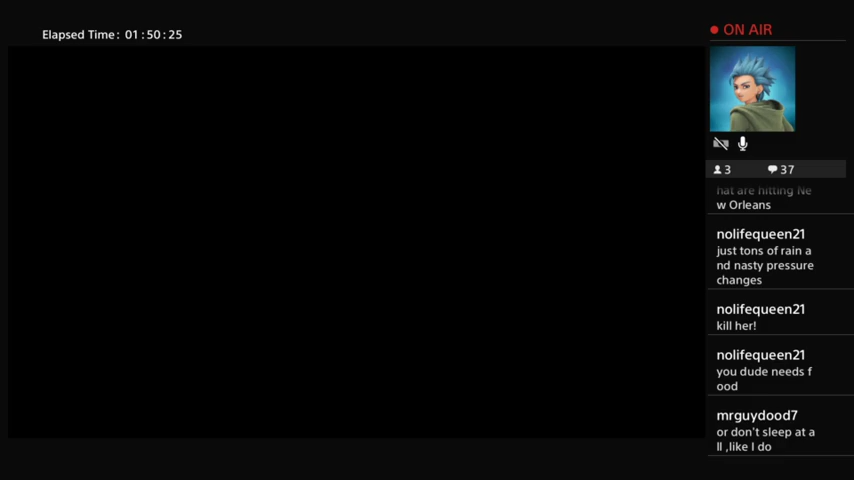 Elapsed Time: 01:50:25
ON AIR
3 37
hat are hitting Ne
w Orleans
nolifequeen21
just tons of rain a
nd nasty pressure
changes
nolifequeen21
kill her!
nolifequeen21
you dude needs f
ood
mrguydood7
or don't sleep at a
ll ,like I do